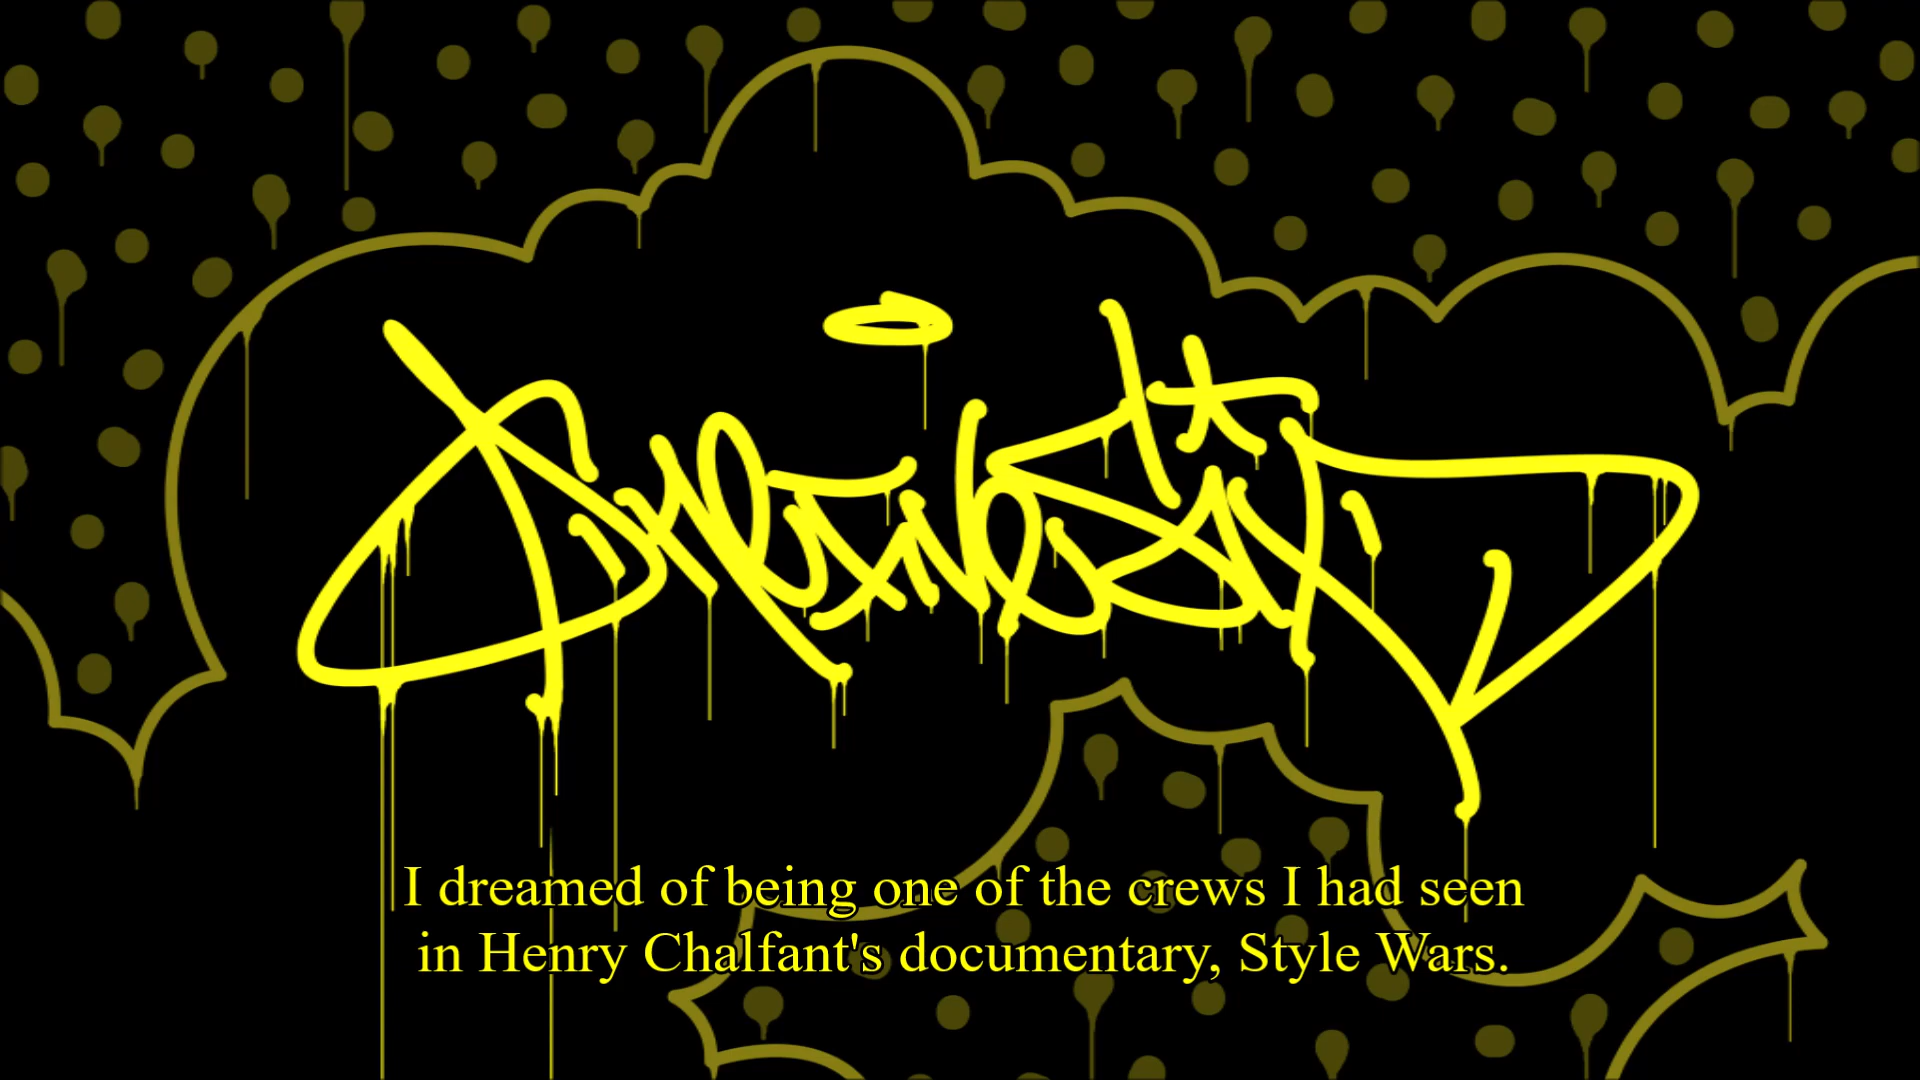 I dreamed of being one of the crews I had seen
in Henry Chalfant's documentary, Style Wars.